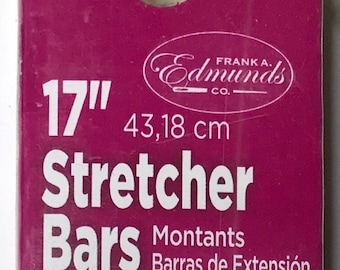 FRANK A.
Edmunds
CO.
17" 43,18 cm
Stretcher
Bars Montants
Barras de Extensión